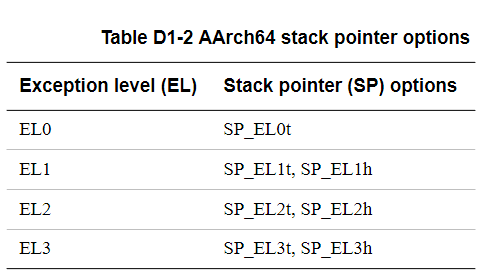 Table D1-2 AArch64 stack pointer options
Exception level (EL) Stack pointer (SP) options
EL0 SP_EL0t
EL1 SP_EL1t, SP_EL1h
EL2 SP_EL2t, SP_EL2h
EL3 SP_EL3t, SP_EL3h